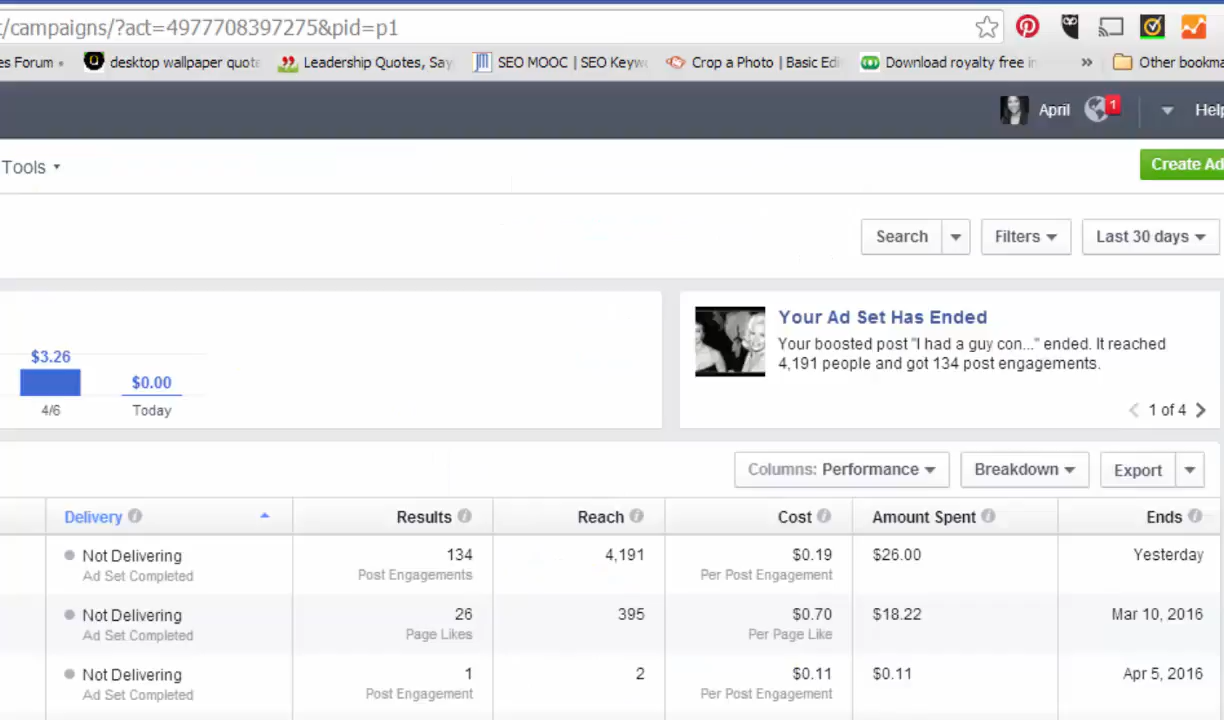 t/campaigns/?act=4977708397275&pid=p1
es Forum desktop wallpaper quote Leadership Quotes, Say SEO MOOC | SEO Keyw Crop a Photo | Basic Edi Download royalty free i » Other bookma
April 1 Help
Tools
Create Ad
Search Filters Last 30 days
$3.26
$0.00
4/6
Today
Your Ad Set Has Ended
Your boosted post "I had a guy con..." ended. It reached
4,191 people and got 134 post engagements.
1 of 4
Columns: Performance Breakdown Export
Delivery Results Reach Cost Amount Spent Ends
Not Delivering 134 4,191 $0.19 $26.00 Yesterday
Ad Set Completed Post Engagements Per Post Engagement
Not Delivering 26 395 $0.70 $18.22 Mar 10, 2016
Ad Set Completed Page Likes Per Page Like
Not Delivering 1 2 $0.11 $0.11 Apr 5, 2016
Ad Set Completed Post Engagement Per Post Engagement